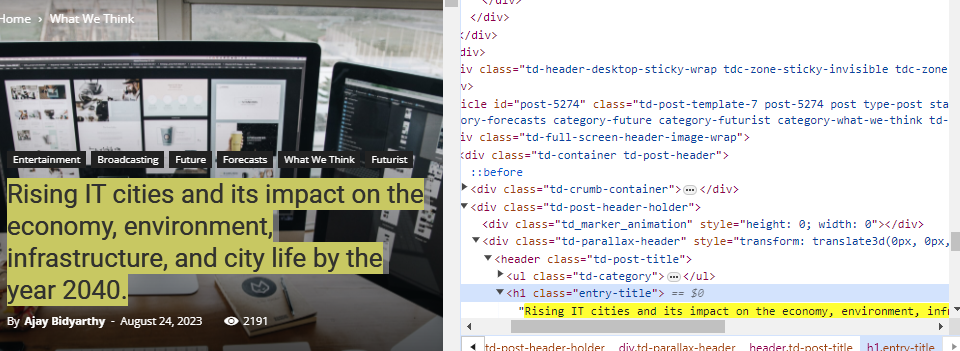 Home › What We Think
Entertainment Broadcasting Future Forecasts What We Think Futurist
Rising IT cities and its impact on the
economy, environment,
infrastructure, and city life by the
year 2040.
By Ajay Bidyarthy - August 24, 2023 2191
</div>
</div>
</div>
div>
iv class="td-header-desktop-sticky-wrap tdc-zone-sticky-invisible tdc-zone
v>
icle id="post-5274" class="td-post-template-7 post-5274 post type-post sta
ory-forecasts category-future category-futurist category-what-we-think td-
iv class="td-full-screen-header-image-wrap">
<div class="td-container td-post-header">
::before
<div class="td-crumb-container">…</div>
<div class="td-post-header-holder">
<div class="td_marker_animation" style="height: 0; width: 0"></div>
<div class="td-parallax-header" style="transform: translate3d(0px, 0px,
<header class="td-post-title">
<ul class="td-category">…</ul>
<h1 class="entry-title"> == $0
"Rising IT cities and its impact on the economy, environment, infr
td-post-header-holder div.td-parallax-header header.td-post-title h1.entry-title